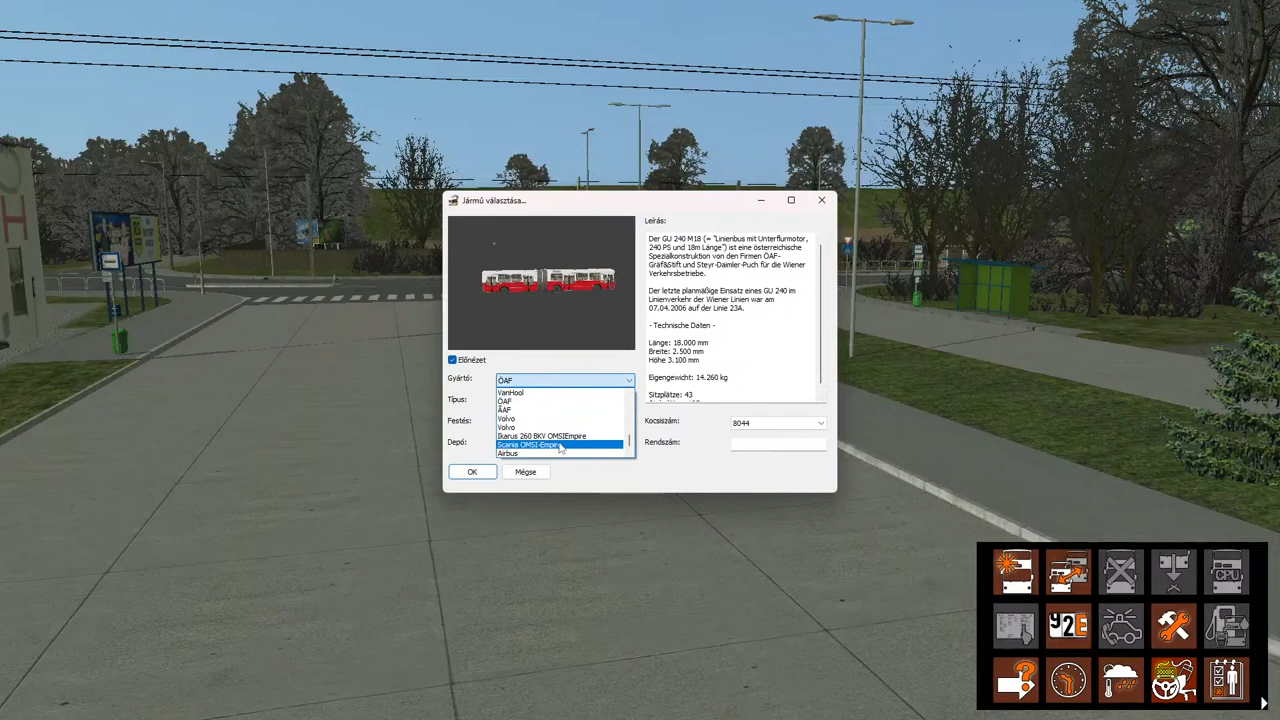 Jármű választása...
Leírás:
Der GU 240 M18 (= "Linienbus mit Unterflurmotor,
240 PS und 18m Länge") ist eine österreichische
Spezialkonstruktion von den Firmen ÖAF-
Gräf&Stift und Steyr-Daimler-Puch für die Wiener
Verkehrsbetriebe.
Der letzte planmäßige Einsatz eines GU 240 im
Linienverkehr der Wiener Linien war am
07.04.2006 auf der Linie 23A.
- Technische Daten -
Länge: 18.000 mm
Breite: 2.500 mm
Höhe 3.100 mm
Eigengewicht: 14.260 kg
Sitzplätze: 43
Előnézet
Gyártó:
ÖAF
VanHool
ÖAF
ÃAF
Volvo
Volvo
Ikarus 260 BKV OMSIEmpire
Scania OMSI-Empire
Airbus
Típus:
Festés:
Depó:
Kocsiszám:
8044
Rendszám:
OK
Mégse
CPU
92E
H